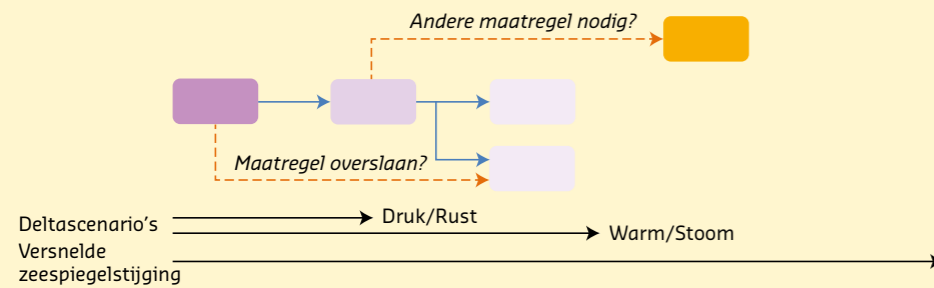 Andere maatregel nodig?
Maatregel overslaan?
Deltascenario's
Druk/Rust
Warm/Stoom
Versnelde
zeespiegelstijging